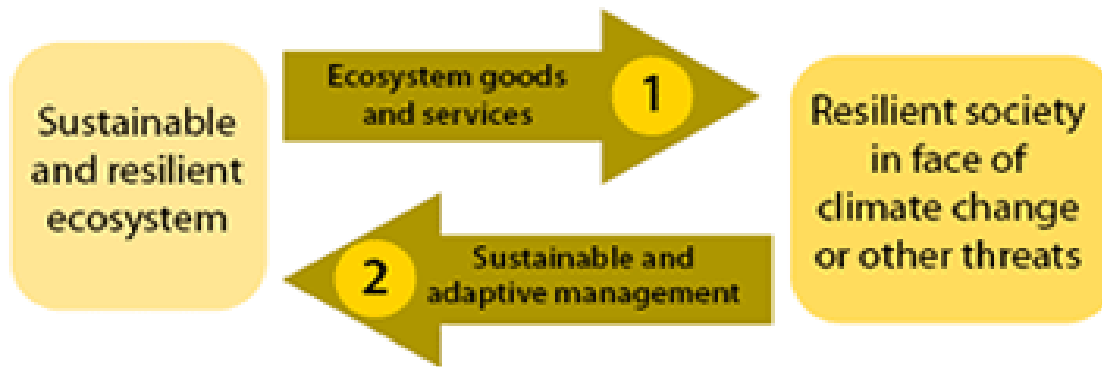 Sustainable
and resilient
ecosystem
Ecosystem goods
and services
1
Resilient society
in face of
climate change
or other threats
2
Sustainable and
adaptive management